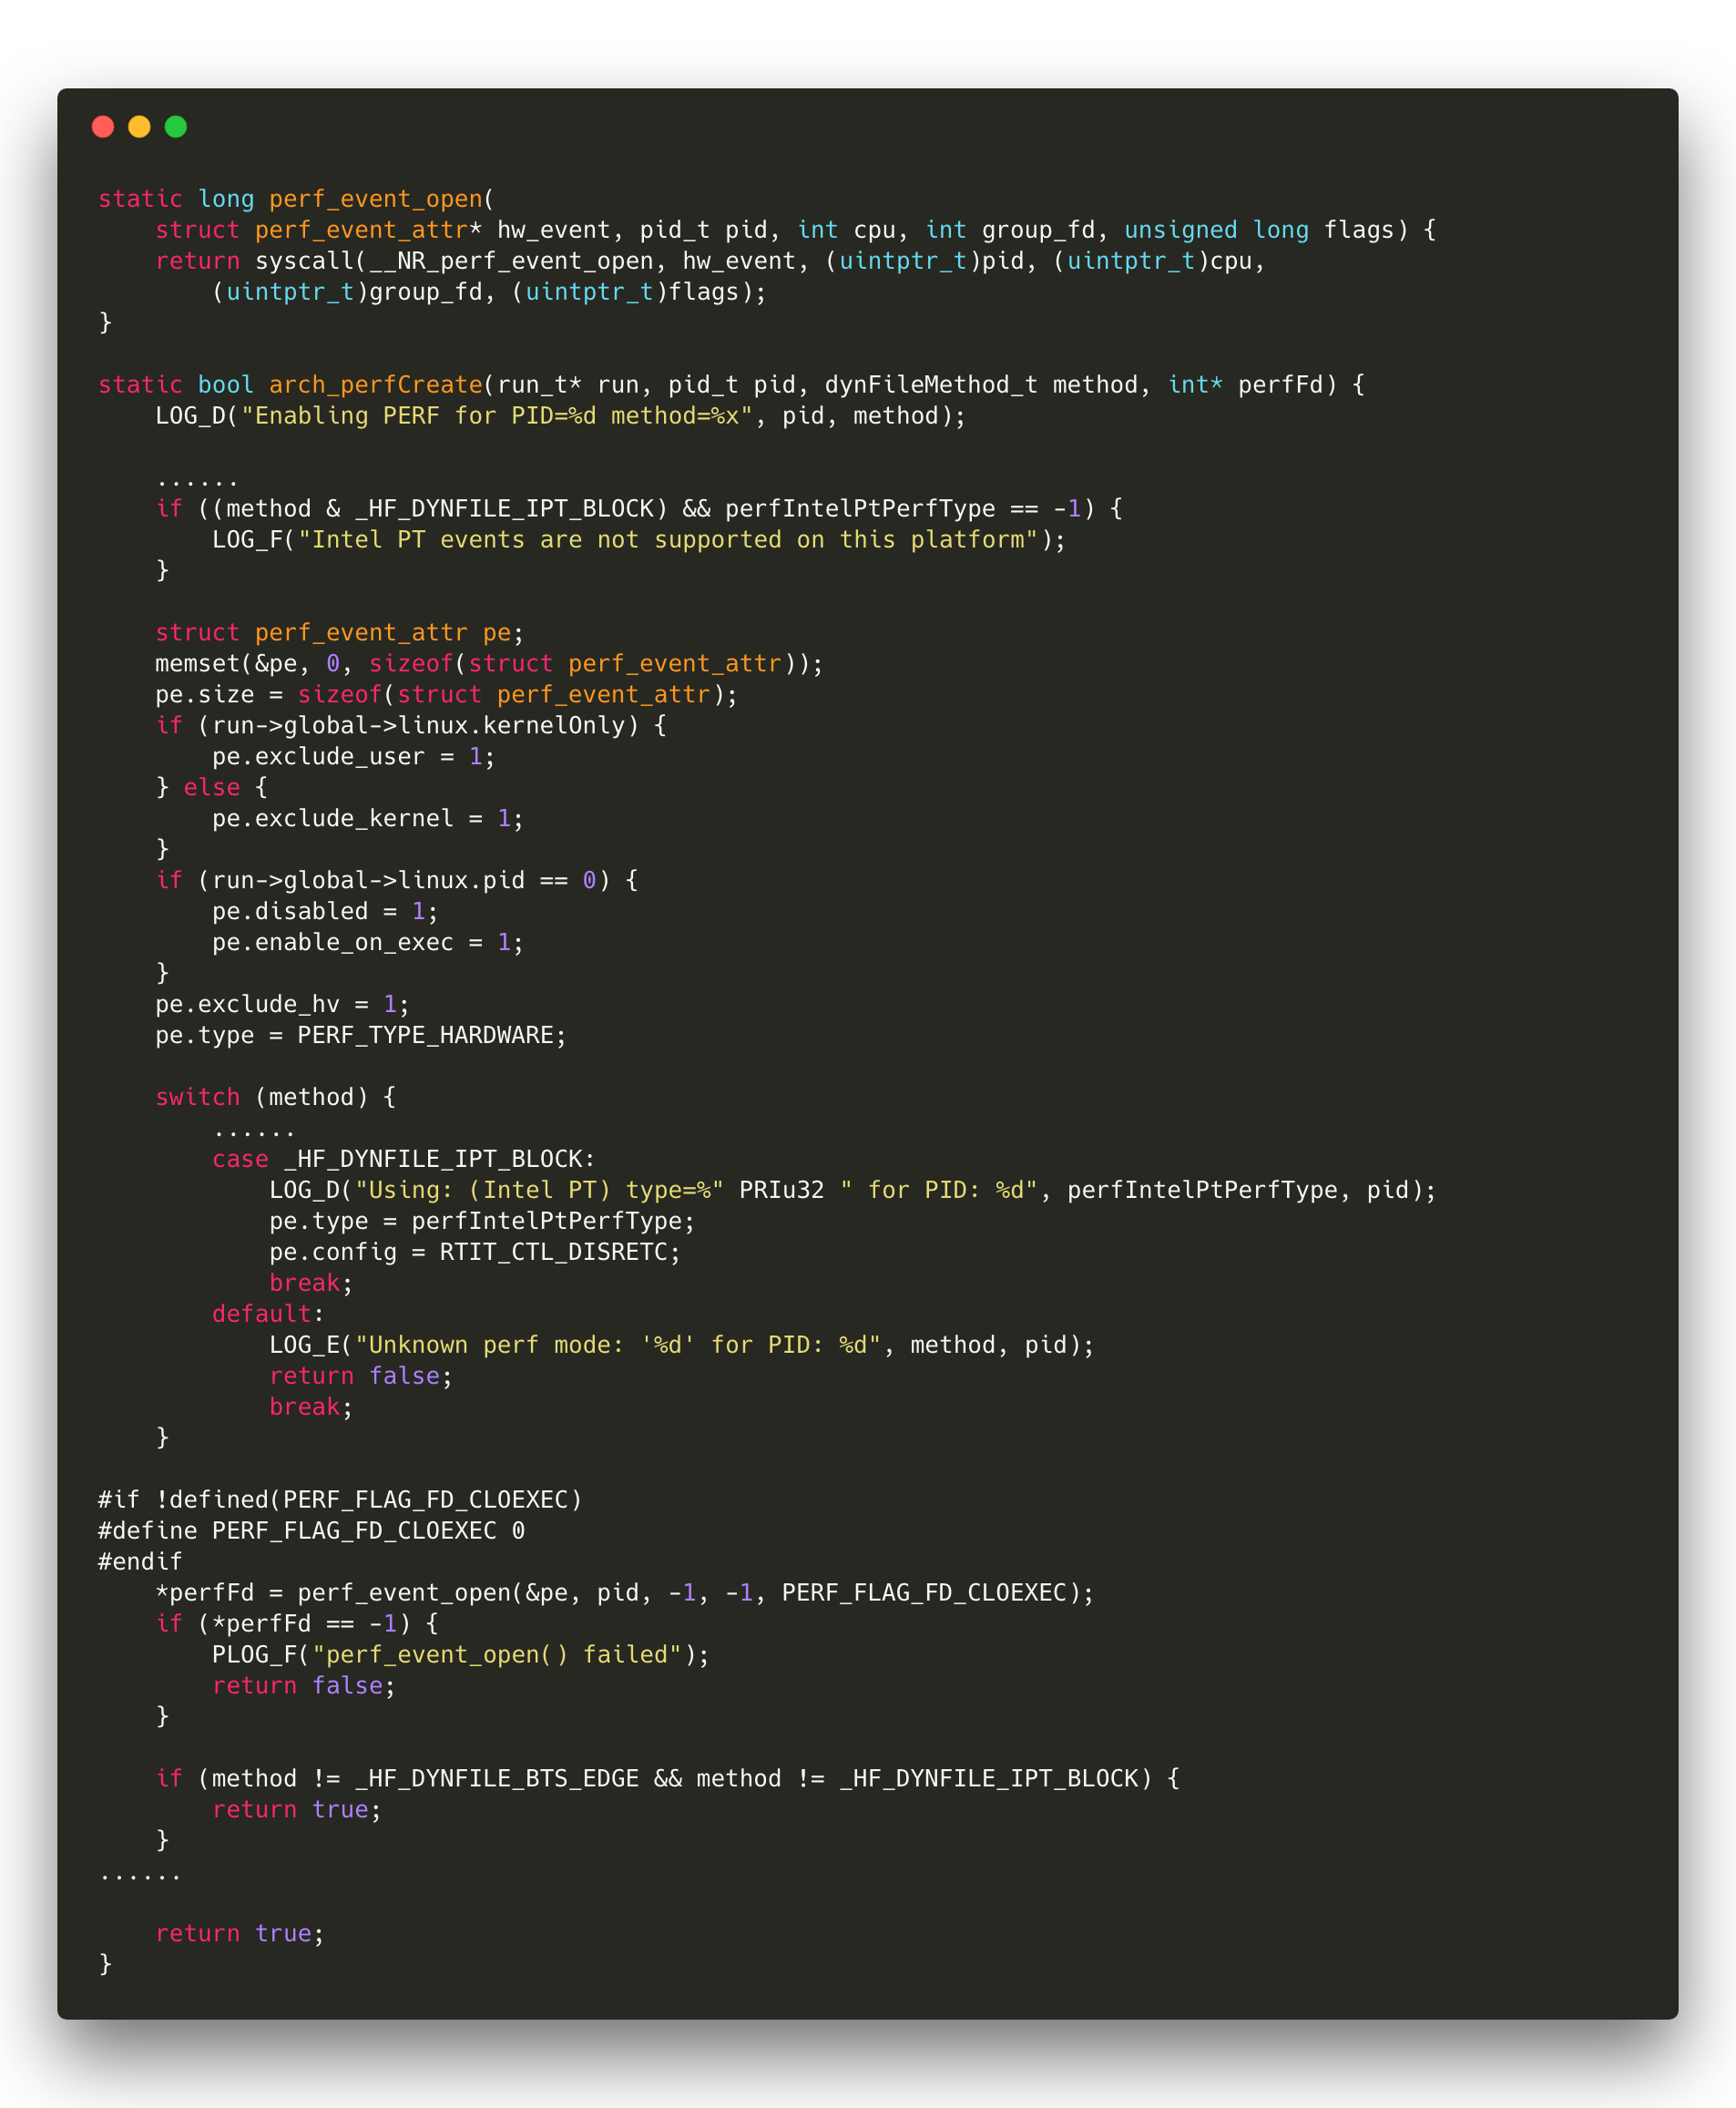 static long perf_event_open(
    struct perf_event_attr* hw_event, pid_t pid, int cpu, int group_fd, unsigned long flags) {
    return syscall(__NR_perf_event_open, hw_event, (uintptr_t)pid, (uintptr_t)cpu,
        (uintptr_t)group_fd, (uintptr_t)flags);
}

static bool arch_perfCreate(run_t* run, pid_t pid, dynFileMethod_t method, int* perfFd) {
    LOG_D("Enabling PERF for PID=%d method=%x", pid, method);

    ......
    if ((method & _HF_DYNFILE_IPT_BLOCK) && perfIntelPtPerfType == -1) {
        LOG_F("Intel PT events are not supported on this platform");
    }

    struct perf_event_attr pe;
    memset(&pe, 0, sizeof(struct perf_event_attr));
    pe.size = sizeof(struct perf_event_attr);
    if (run->global->linux.kernelOnly) {
        pe.exclude_user = 1;
    } else {
        pe.exclude_kernel = 1;
    }
    if (run->global->linux.pid == 0) {
        pe.disabled = 1;
        pe.enable_on_exec = 1;
    }
    pe.exclude_hv = 1;
    pe.type = PERF_TYPE_HARDWARE;

    switch (method) {
        ......
        case _HF_DYNFILE_IPT_BLOCK:
            LOG_D("Using: (Intel PT) type=%" PRIu32 " for PID: %d", perfIntelPtPerfType, pid);
            pe.type = perfIntelPtPerfType;
            pe.config = RTIT_CTL_DISRETC;
            break;
        default:
            LOG_E("Unknown perf mode: '%d' for PID: %d", method, pid);
            return false;
            break;
    }

#if !defined(PERF_FLAG_FD_CLOEXEC)
#define PERF_FLAG_FD_CLOEXEC 0
#endif
    *perfFd = perf_event_open(&pe, pid, -1, -1, PERF_FLAG_FD_CLOEXEC);
    if (*perfFd == -1) {
        PLOG_F("perf_event_open() failed");
        return false;
    }

    if (method != _HF_DYNFILE_BTS_EDGE && method != _HF_DYNFILE_IPT_BLOCK) {
        return true;
    }
......

    return true;
}